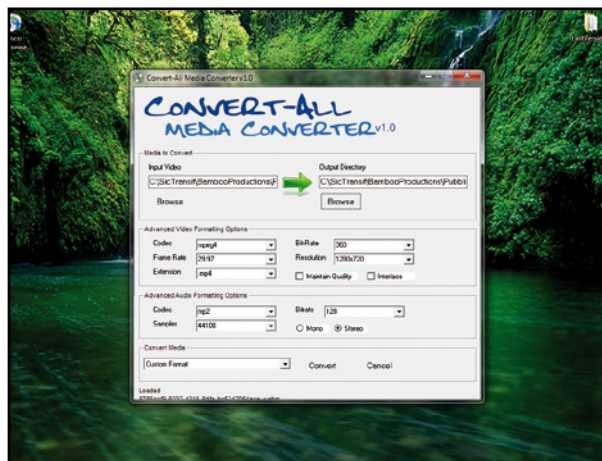 Convert-All Media Converter v1.0
CONVERT-ALL
MEDIA CONVERTER v1.0
Media to Convert
Input Video
Output Directory
C:\SicTransit\BambooProductions\F
C:\SicTransit\BambooProductions\Pubbli
Browse
Browse
Advanced Video Formatting Options
Codec
mpeg4
BitRate
360
Frame Rate
29.97
Resolution
1280x720
Extension
.mp4
Maintain Quality
Interlace
Advanced Audio Formatting Options
Codec
mp2
Bitrate
128
Samples
44100
Mono
Stereo
Convert Media
Custom Format
Convert
Cancel
Loaded